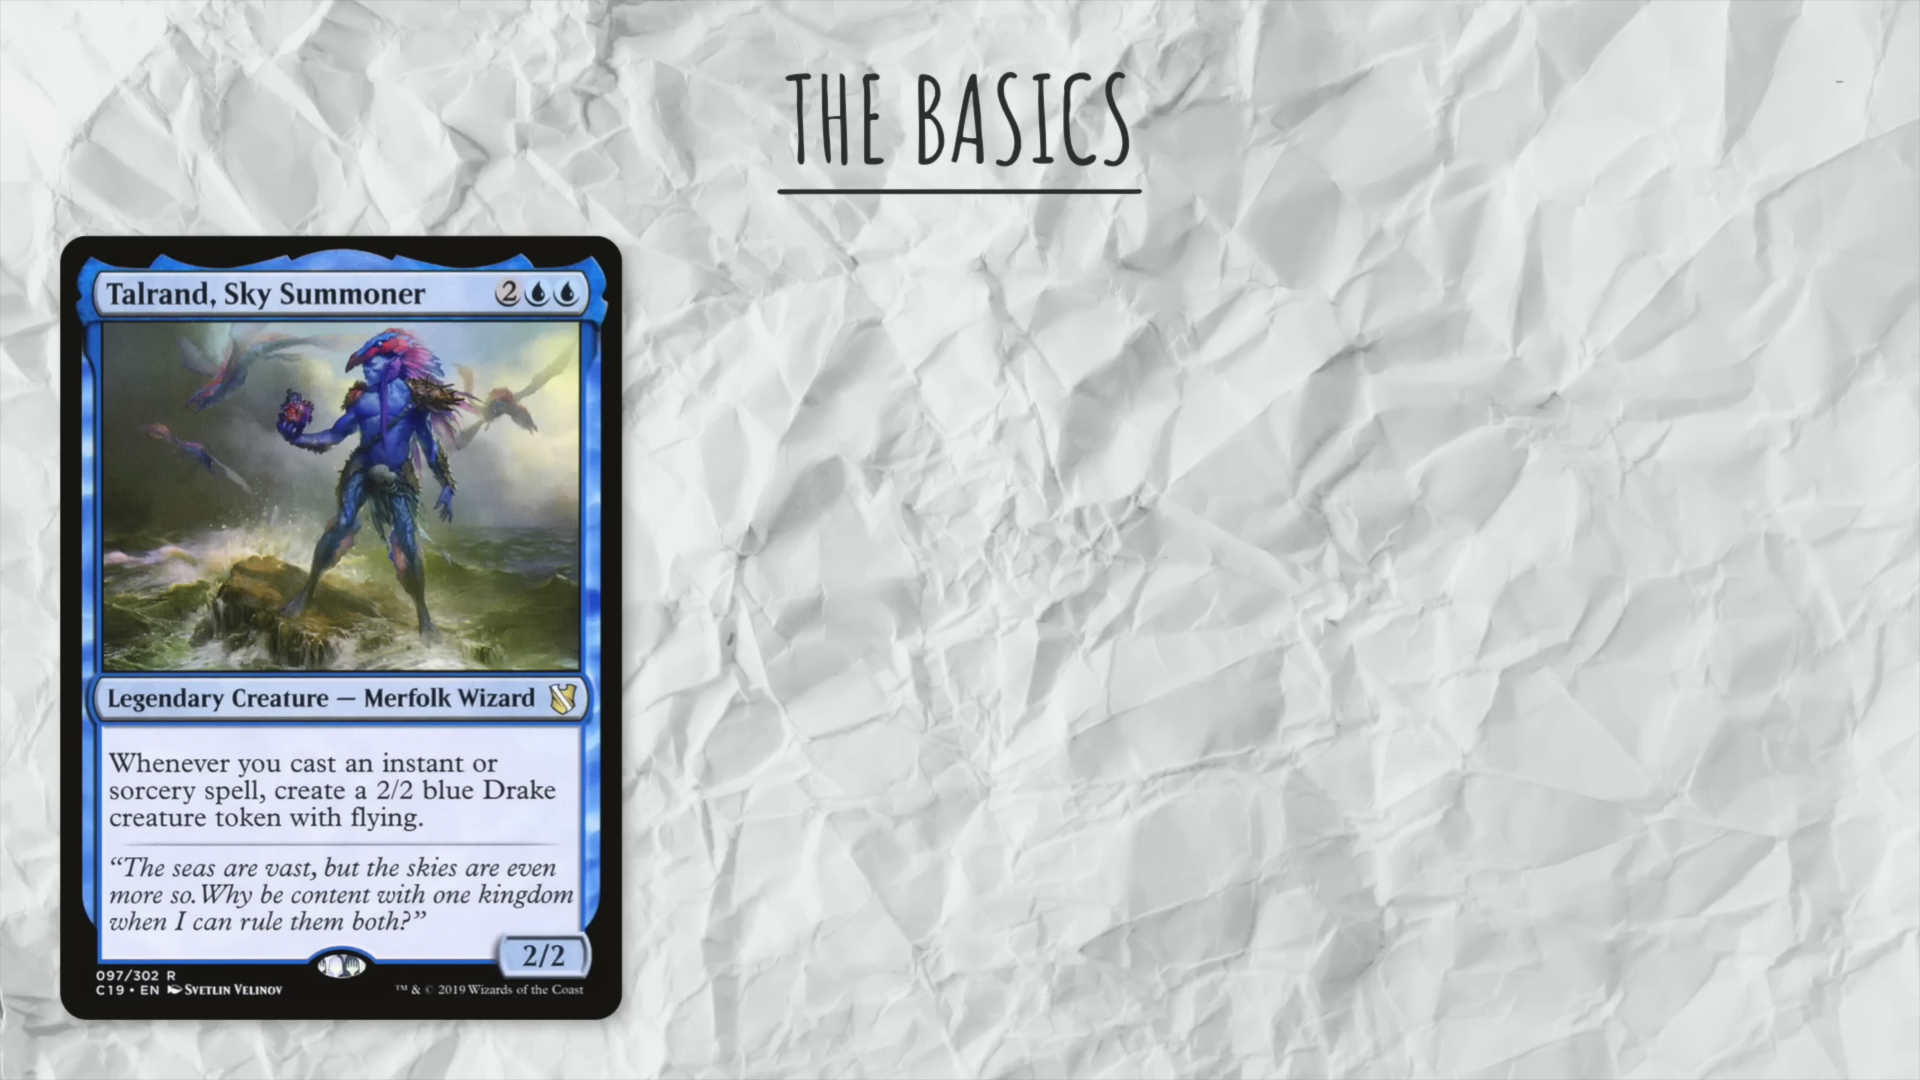 THE BASICS
Talrand, Sky Summoner 2
Legendary Creature — Merfolk Wizard
Whenever you cast an instant or
sorcery spell, create a 2/2 blue Drake
creature token with flying.
“The seas are vast, but the skies are even
more so. Why be content with one kingdom
when I can rule them both?”
2/2
097/302 R
C19 • EN SVETLIN VELINOV
™ & © 2019 Wizards of the Coast